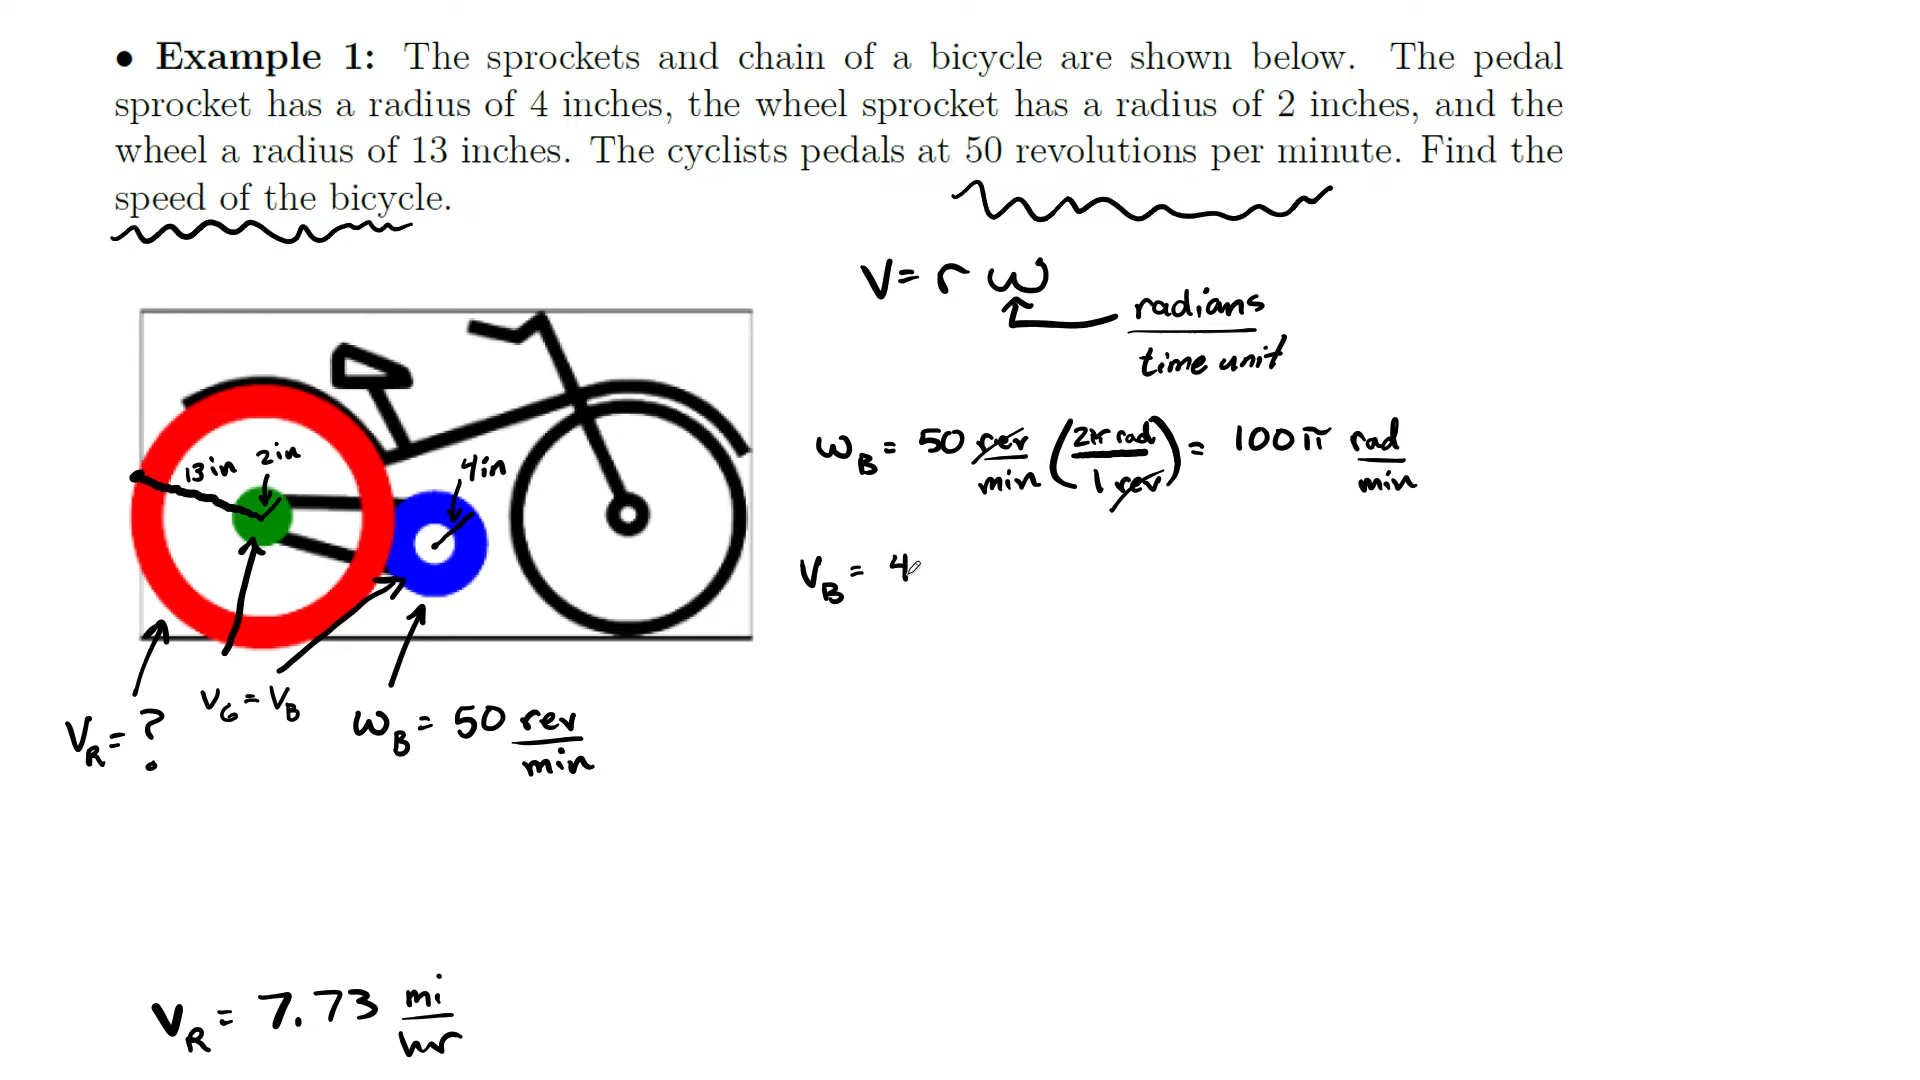 • Example 1: The sprockets and chain of a bicycle are shown below. The pedal
sprocket has a radius of 4 inches, the wheel sprocket has a radius of 2 inches, and the
wheel a radius of 13 inches. The cyclists pedals at 50 revolutions per minute. Find the
speed of the bicycle.
V = r ω
radians
time unit
13 in
2 in
4 in
ω_B = 50 rev/min (2π rad / 1 rev) = 100π rad/min
V_B = 4
V_R = ?
V_G = V_B
ω_B = 50 rev/min
V_R = 7.73 mi/hr